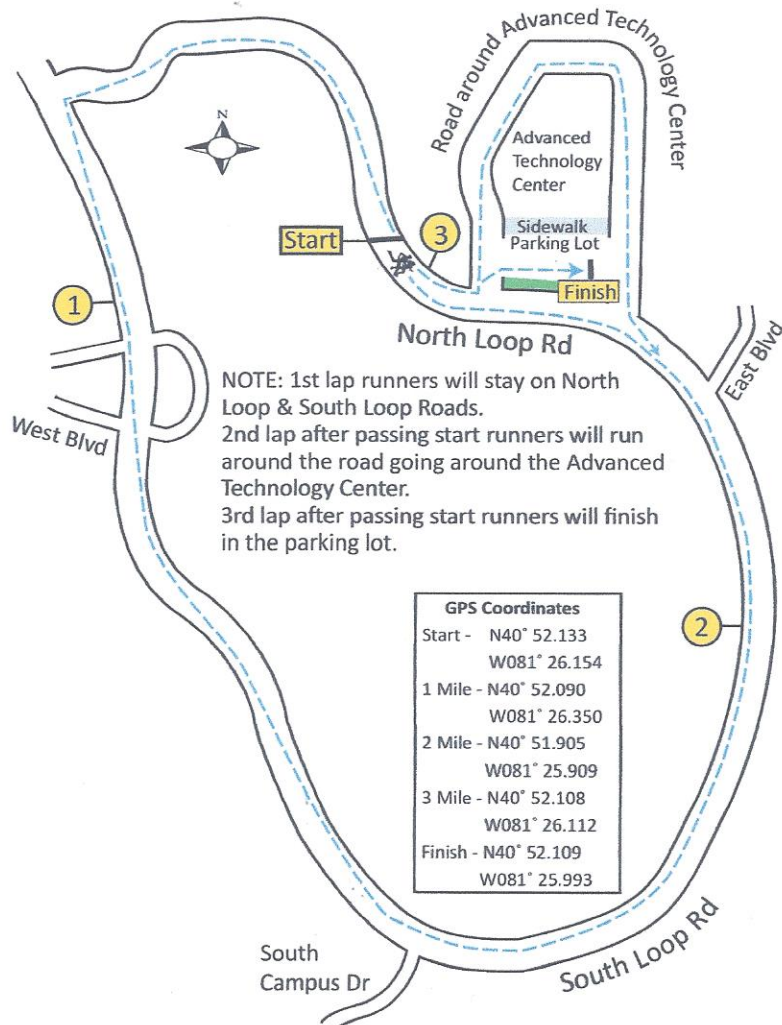 Road around Advanced Technology Center
N
Advanced
Technology
Center
Start
3
Sidewalk
Parking Lot
Finish
1
North Loop Rd
East Blvd
West Blvd
NOTE: 1st lap runners will stay on North
Loop & South Loop Roads.
2nd lap after passing start runners will run
around the road going around the Advanced
Technology Center.
3rd lap after passing start runners will finish
in the parking lot.
GPS Coordinates
Start - N40° 52.133
W081° 26.154
1 Mile - N40° 52.090
W081° 26.350
2 Mile - N40° 51.905
W081° 25.909
3 Mile - N40° 52.108
W081° 26.112
Finish - N40° 52.109
W081° 25.993
2
South Loop Rd
South
Campus Dr